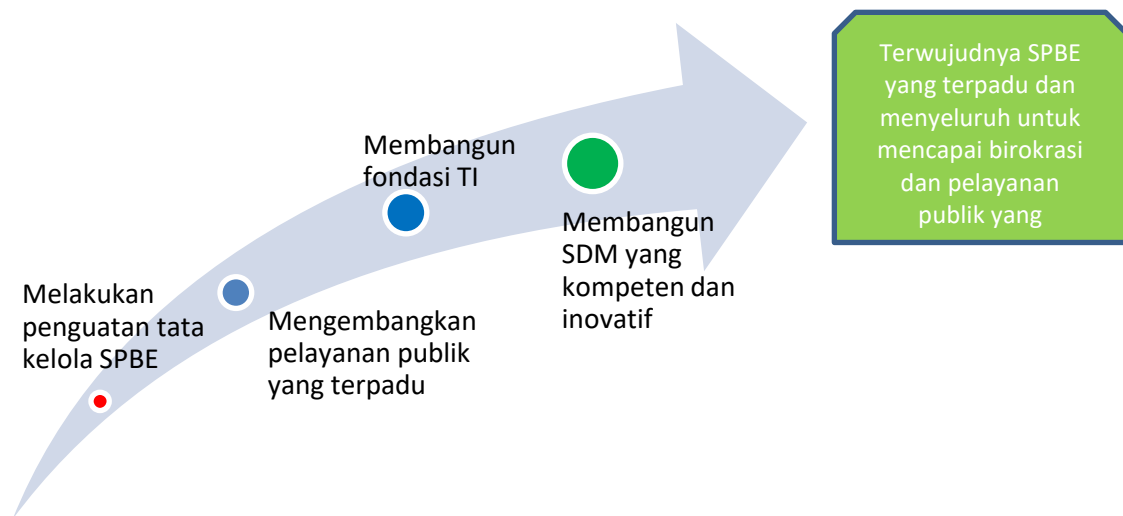 Melakukan
penguatan tata
kelola SPBE
Mengembangkan
pelayanan publik
yang terpadu
Membangun
fondasi TI
Membangun
SDM yang
kompeten dan
inovatif
Terwujudnya SPBE
yang terpadu dan
menyeluruh untuk
mencapai birokrasi
dan pelayanan
publik yang